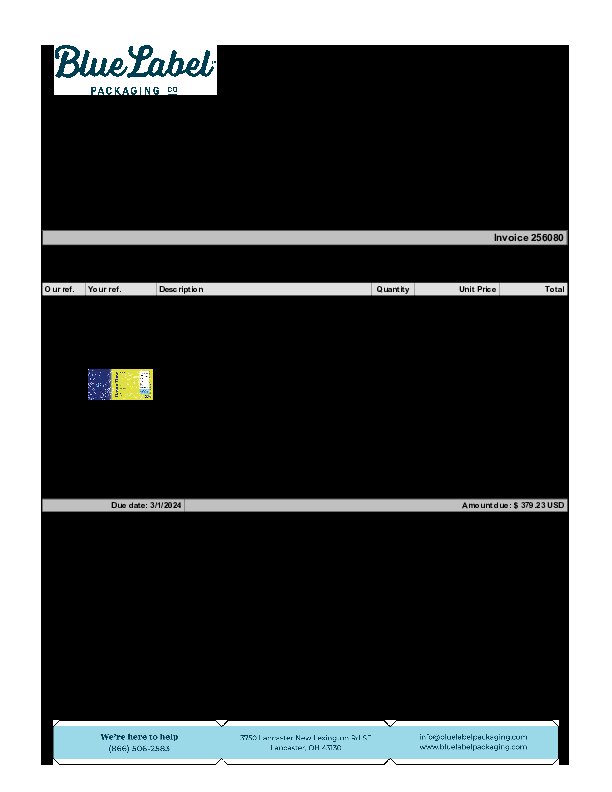 Blue Label
PACKAGING CO
Invoice 256080
Our ref. Your ref. Description Quantity Unit Price Total
Due date: 3/1/2024 Amount due: $ 379.23 USD
We're here to help
(866) 506-2583
3750 Lancaster New Lexington Rd SE
Lancaster, OH 43130
info@bluelabelpackaging.com
www.bluelabelpackaging.com